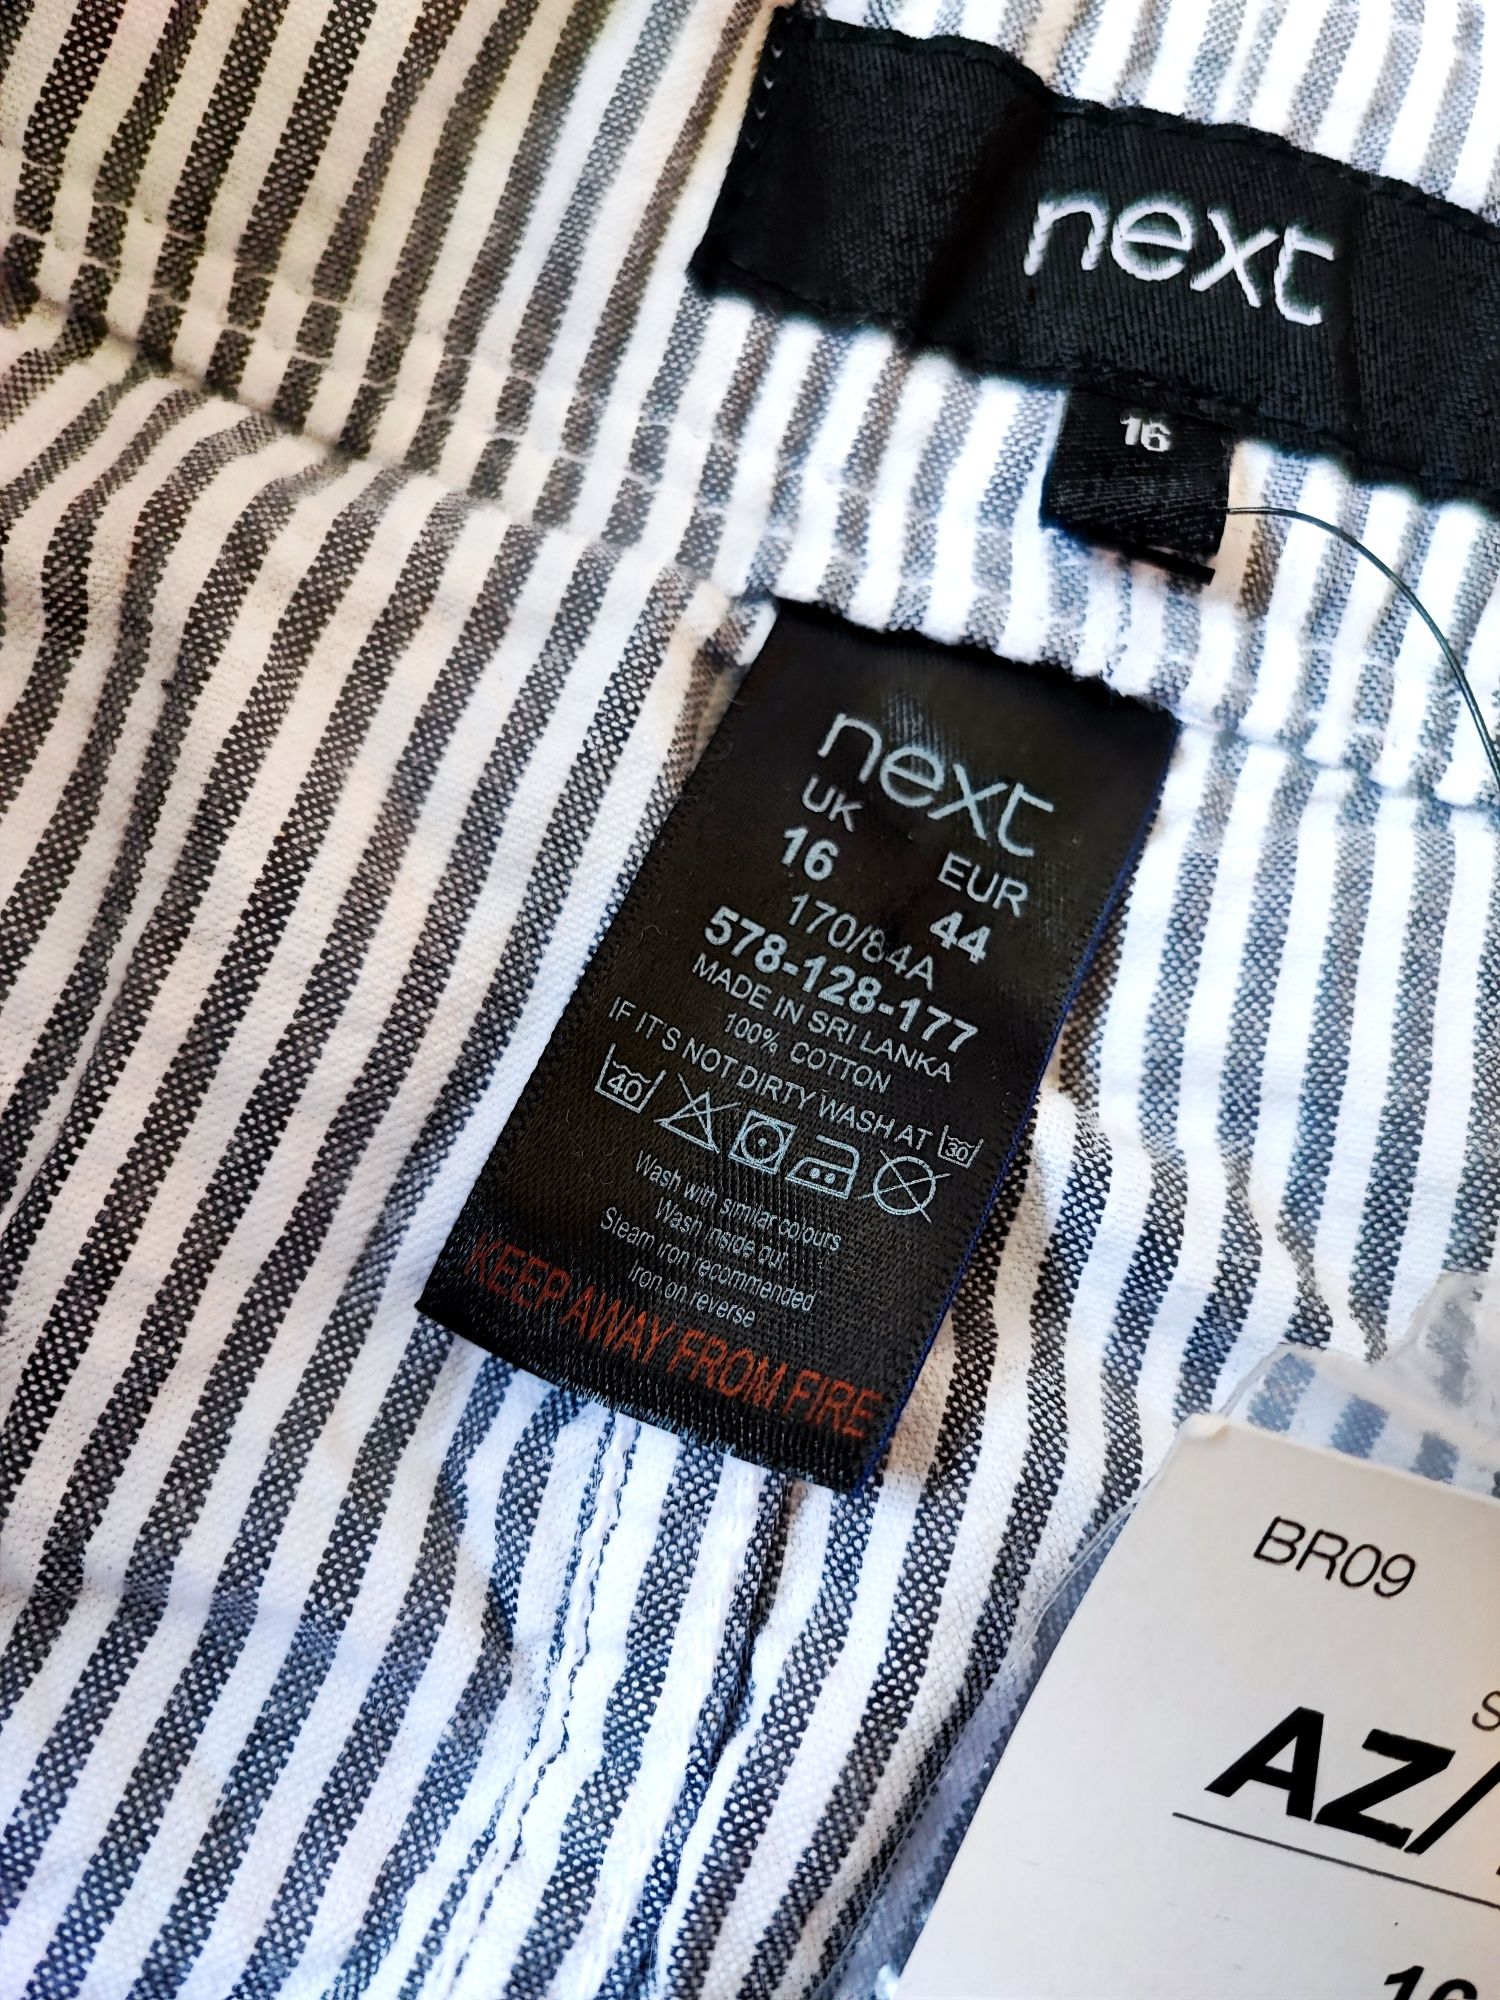 next
16
next
UK EUR
16 44
170/84A
578-128-177
MADE IN SRI LANKA
100% COTTON
IF IT'S NOT DIRTY WASH AT 30
40
Wash with similar colours
Wash inside out
Steam iron recommended
Iron on reverse
KEEP AWAY FROM FIRE
BR09
S
AZ/
16